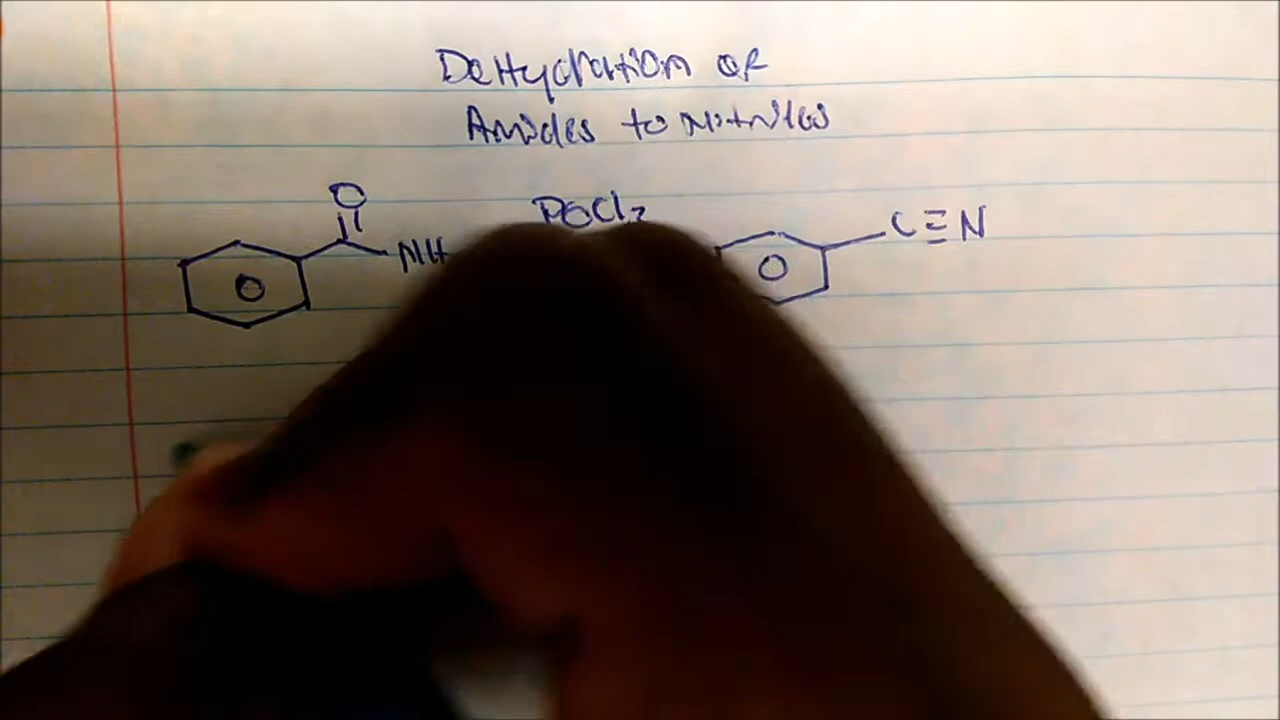 DeHydration of
Amides to Nitriles
O
POCl3
C≡N
NH
O
O